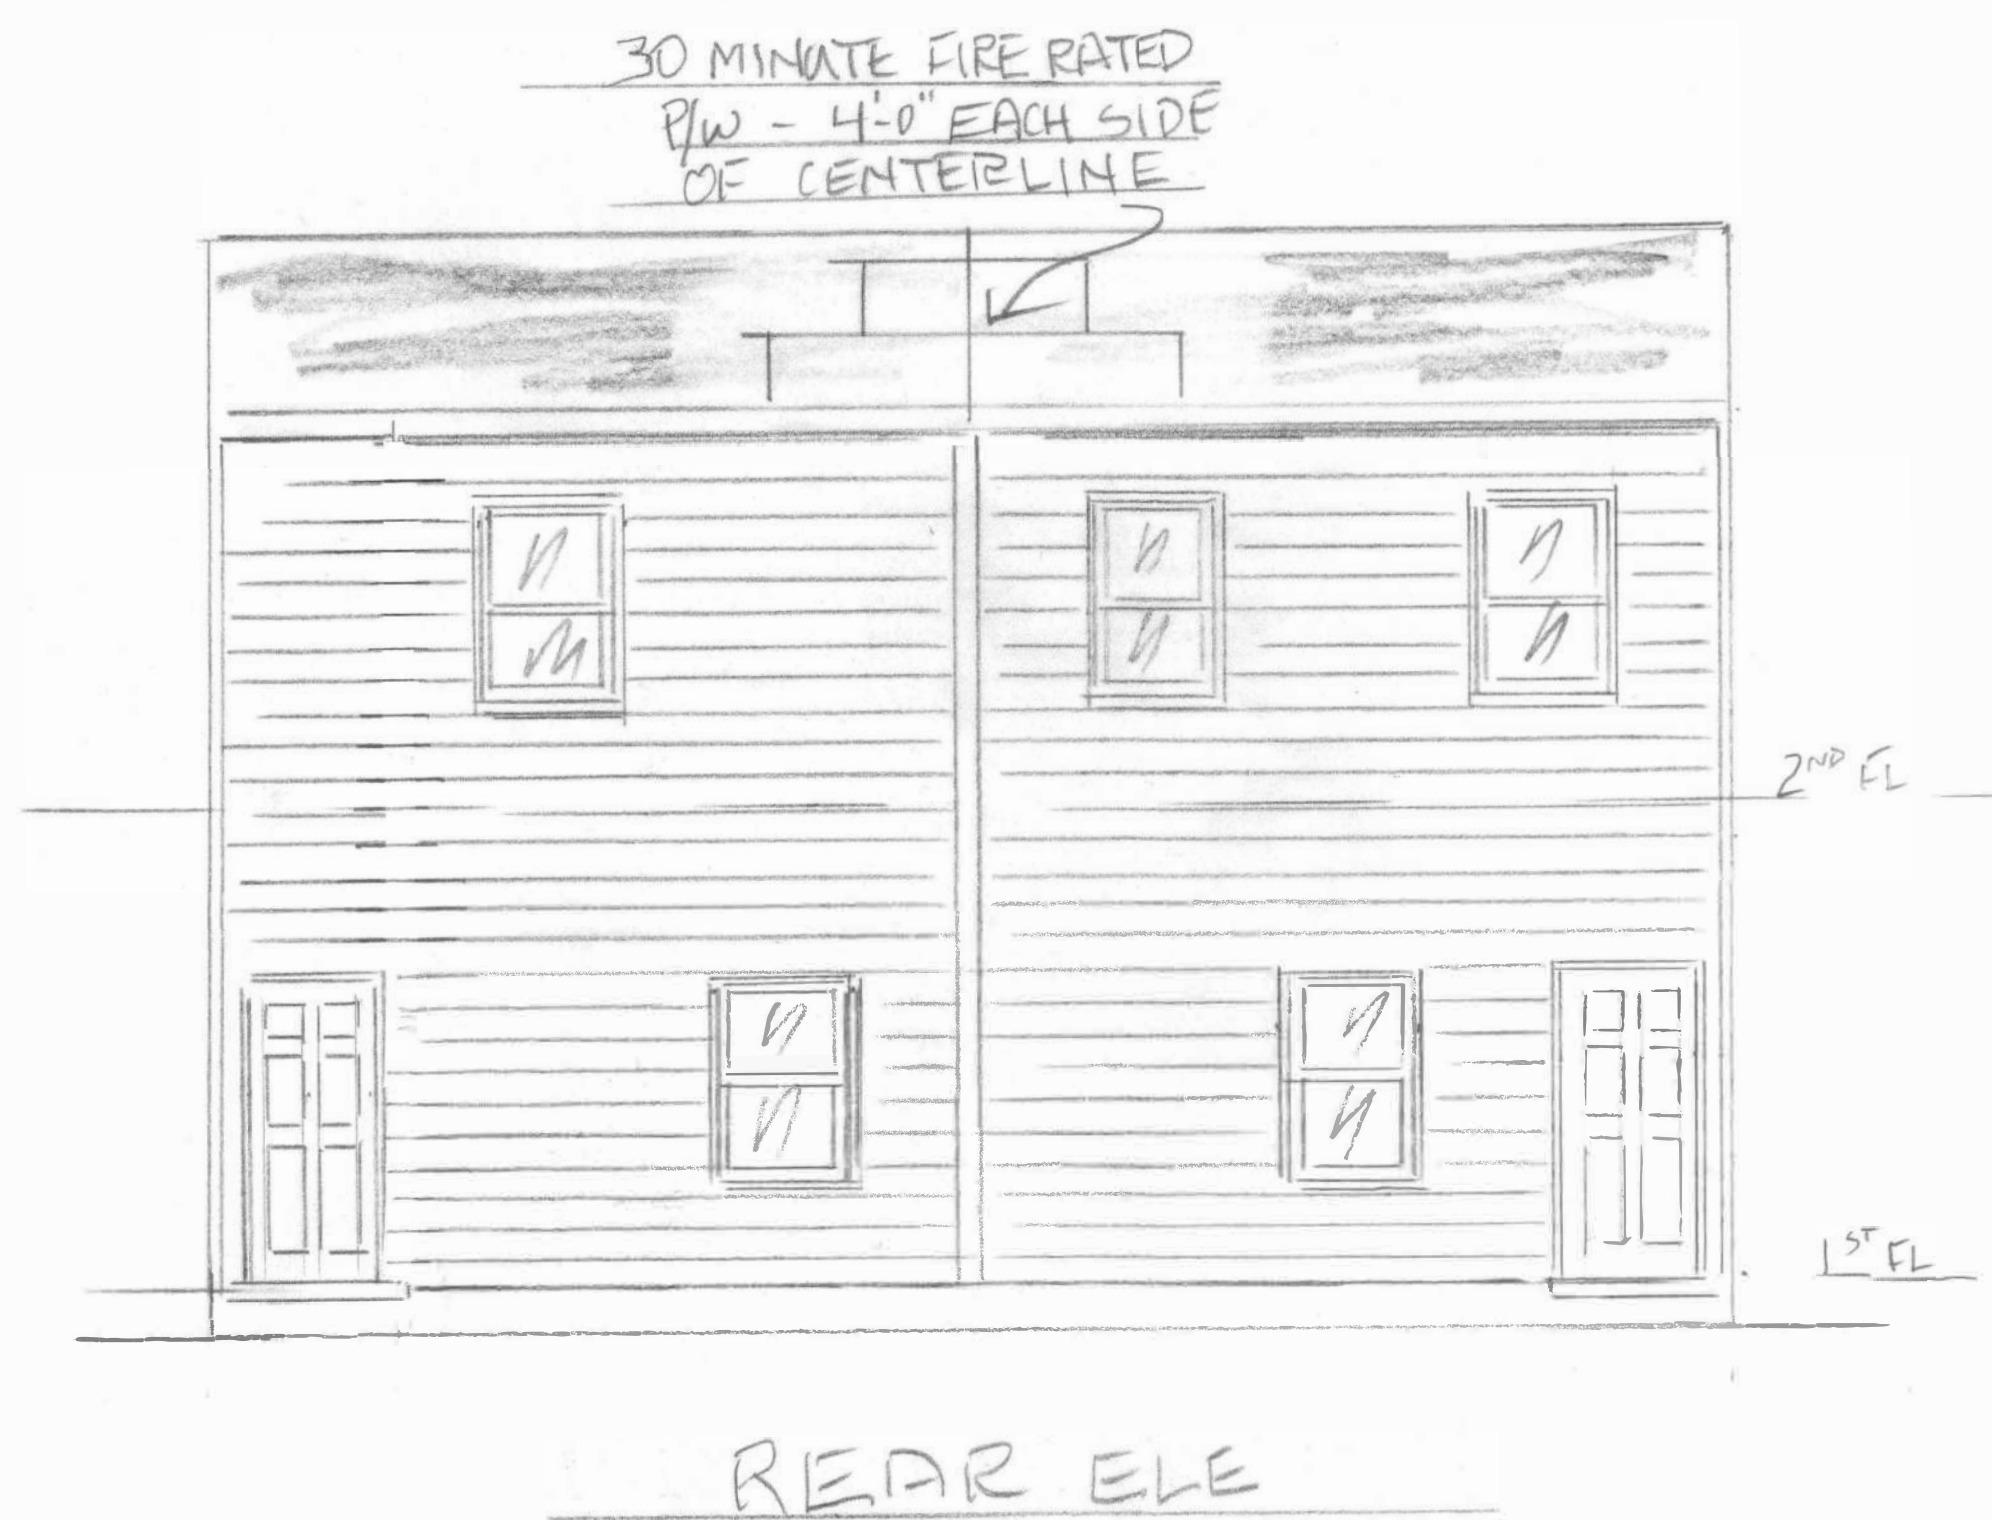 30 MINUTE FIRE RATED
P/W - 4'-0" EACH SIDE
OF CENTERLINE
2ND FL
1ST FL
REAR ELE